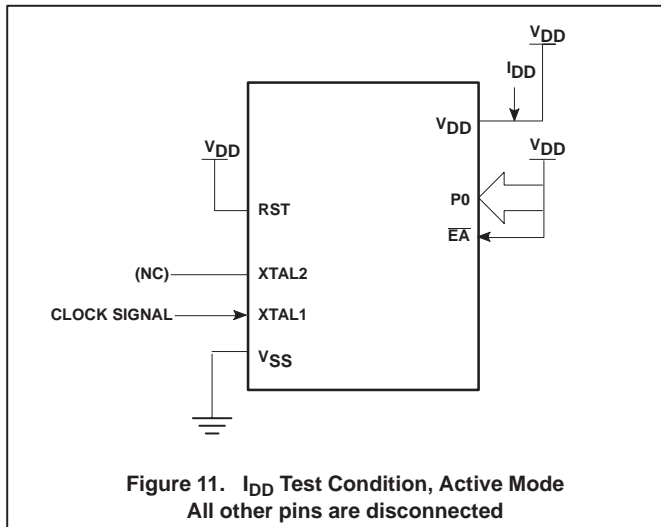 VDD
IDD
VDD
VDD
VDD
P0
RST
EA
(NC)
XTAL2
CLOCK SIGNAL
XTAL1
VSS
Figure 11. IDD Test Condition, Active Mode
All other pins are disconnected